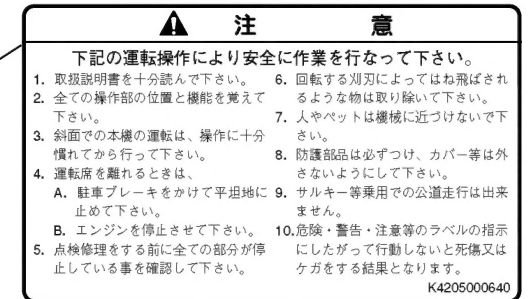 注意
下記の運転操作により安全に作業を行なって下さい。
1. 取扱説明書を十分読んで下さい。
2. 全ての操作部の位置と機能を覚えて
下さい。
3. 斜面での本機の運転は、操作に十分
慣れてから行って下さい。
4. 運転席を離れるときは、
A. 駐車ブレーキをかけて平坦地に
止めて下さい。
B. エンジンを停止させて下さい。
5. 点検修理をする前に全ての部分が停
止している事を確認して下さい。
6. 回転する刈刃によってはね飛ばされ
るような物は取り除いて下さい。
7. 人やペットは機械に近づけないで下
さい。
8. 防護部品は必ずつけ、カバー等は外
さないようにして下さい。
9. サルキー等乗用での公道走行は出来
ません。
10.危険・警告・注意等のラベルの指示
にしたがって行動しないと死傷又は
ケガをする結果となります。
K4205000640